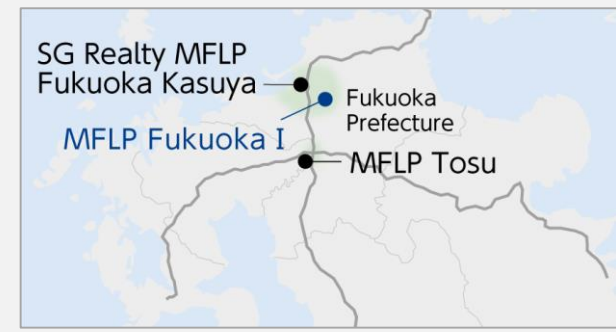 SG Realty MFLP
Fukuoka Kasuya
Fukuoka
Prefecture
MFLP Fukuoka I
MFLP Tosu